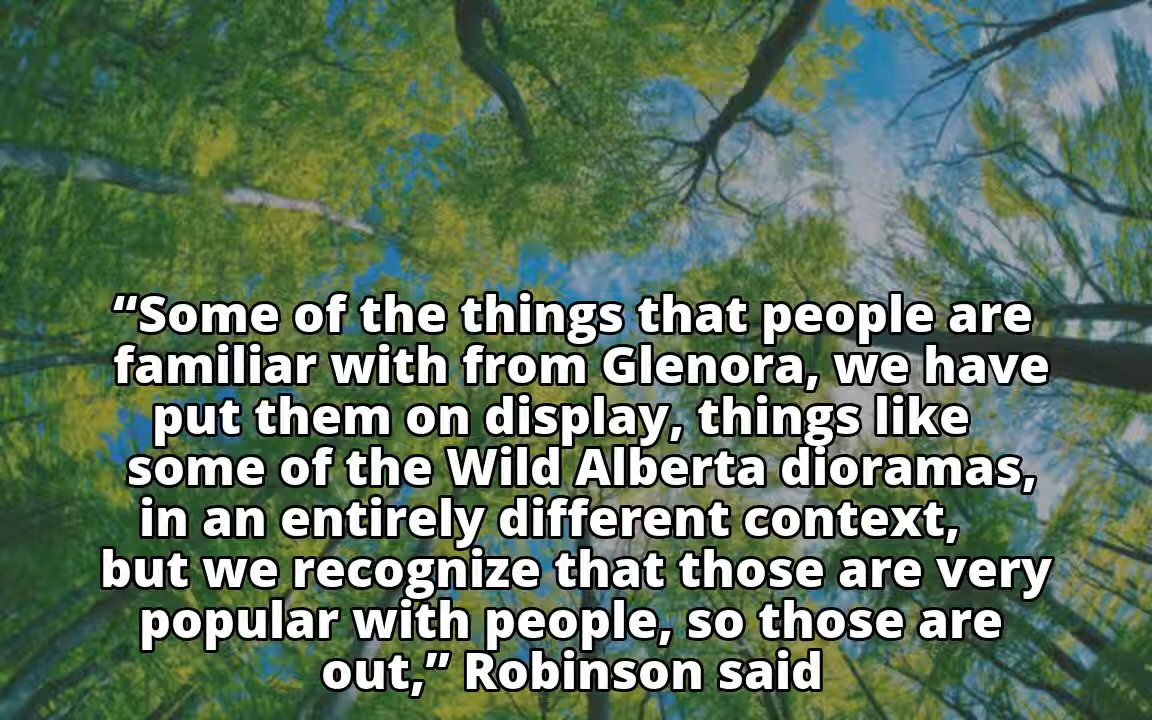 “Some of the things that people are
familiar with from Glenora, we have
put them on display, things like
some of the Wild Alberta dioramas,
in an entirely different context,
but we recognize that those are very
popular with people, so those are
out,” Robinson said